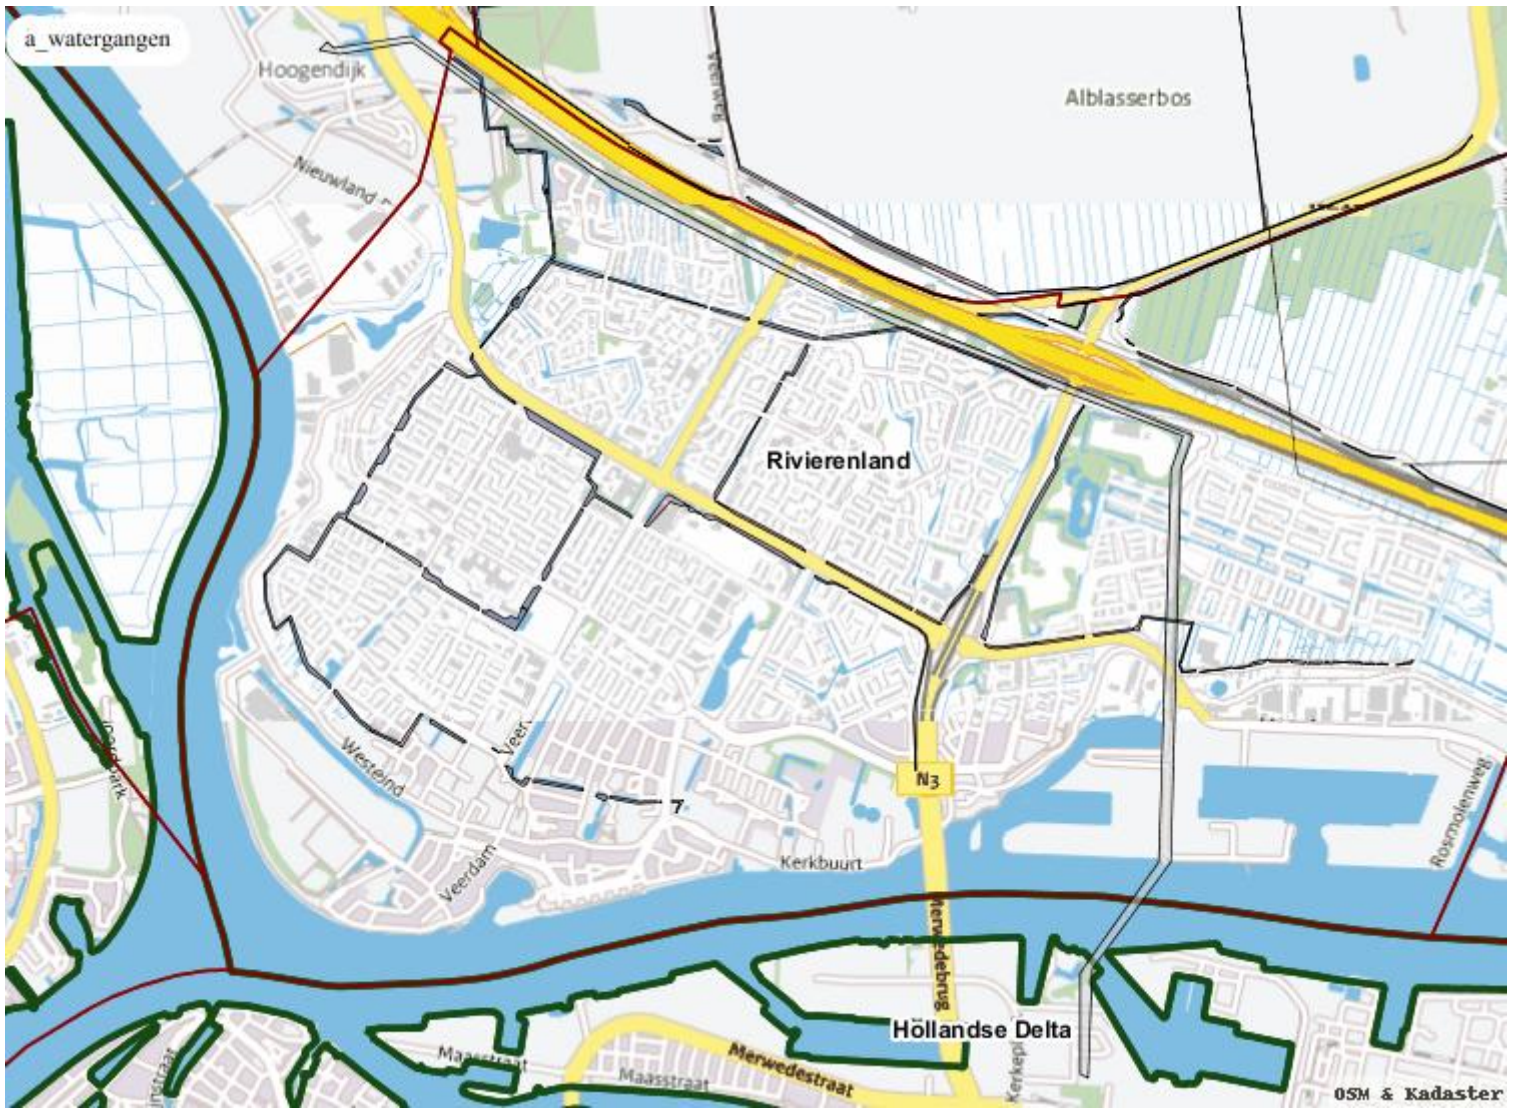 a_watergangen
Hoogendijk
Alblasserbos
Nieuwland
Rivierenland
Veer
Westeind
N3
Rosmolenweg
Veerdam
Kerkbuurt
Merwedebrug
Hollandse Delta
Maasstraat
Merwedestraat
Maasstraat
OSM & Kadaster